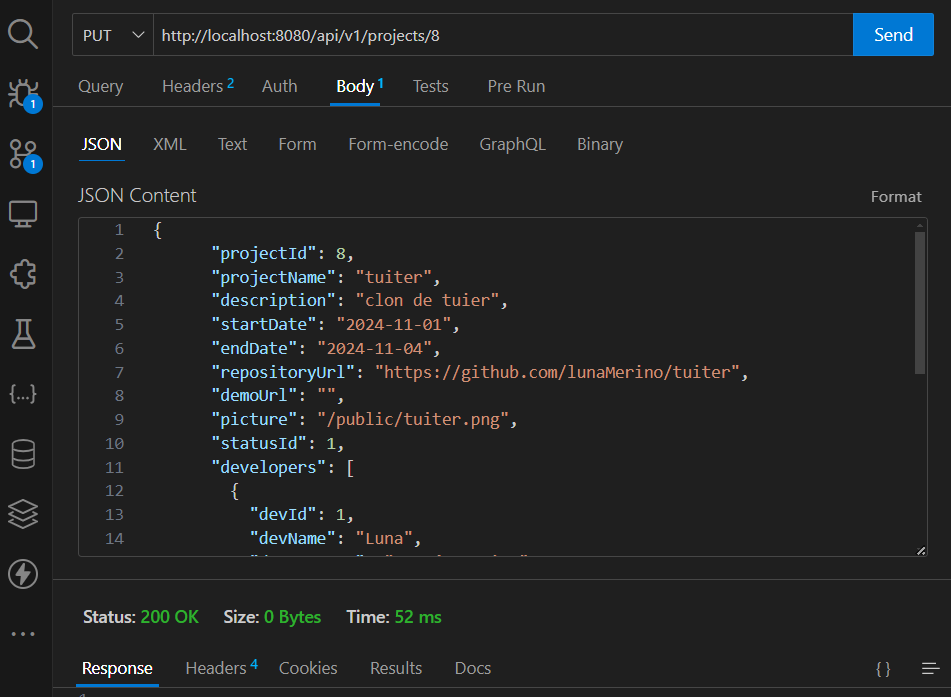 PUT http://localhost:8080/api/v1/projects/8 Send
Query Headers 2 Auth Body 1 Tests Pre Run
1
1
JSON XML Text Form Form-encode GraphQL Binary
JSON Content Format
1 {
2 "projectId": 8,
3 "projectName": "tuiter",
4 "description": "clon de tuier",
5 "startDate": "2024-11-01",
6 "endDate": "2024-11-04",
7 "repositoryUrl": "https://github.com/lunaMerino/tuiter",
8 "demoUrl": "",
9 "picture": "/public/tuiter.png",
10 "statusId": 1,
11 "developers": [
12 {
13 "devId": 1,
14 "devName": "Luna",
Status: 200 OK Size: 0 Bytes Time: 52 ms
Response Headers 4 Cookies Results Docs { }